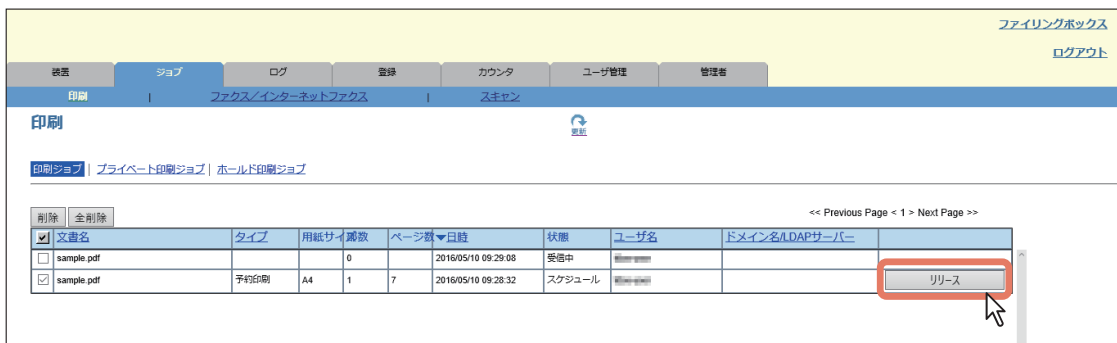 ファイリングボックス
ログアウト
装置 ジョブ ログ 登録 カウンタ ユーザ管理 管理者
印刷 | ファクス／インターネットファクス | スキャン
印刷 更新
印刷ジョブ | プライベート印刷ジョブ | ホールド印刷ジョブ
削除 全削除 << Previous Page < 1 > Next Page >>
文書名 タイプ 用紙サイズ 部数 ページ数 ▼日時 状態 ユーザ名 ドメイン名/LDAPサーバー
sample.pdf 0 2016/05/10 09:29:08 受信中
sample.pdf 予約印刷 A4 1 7 2016/05/10 09:28:32 スケジュール リリース